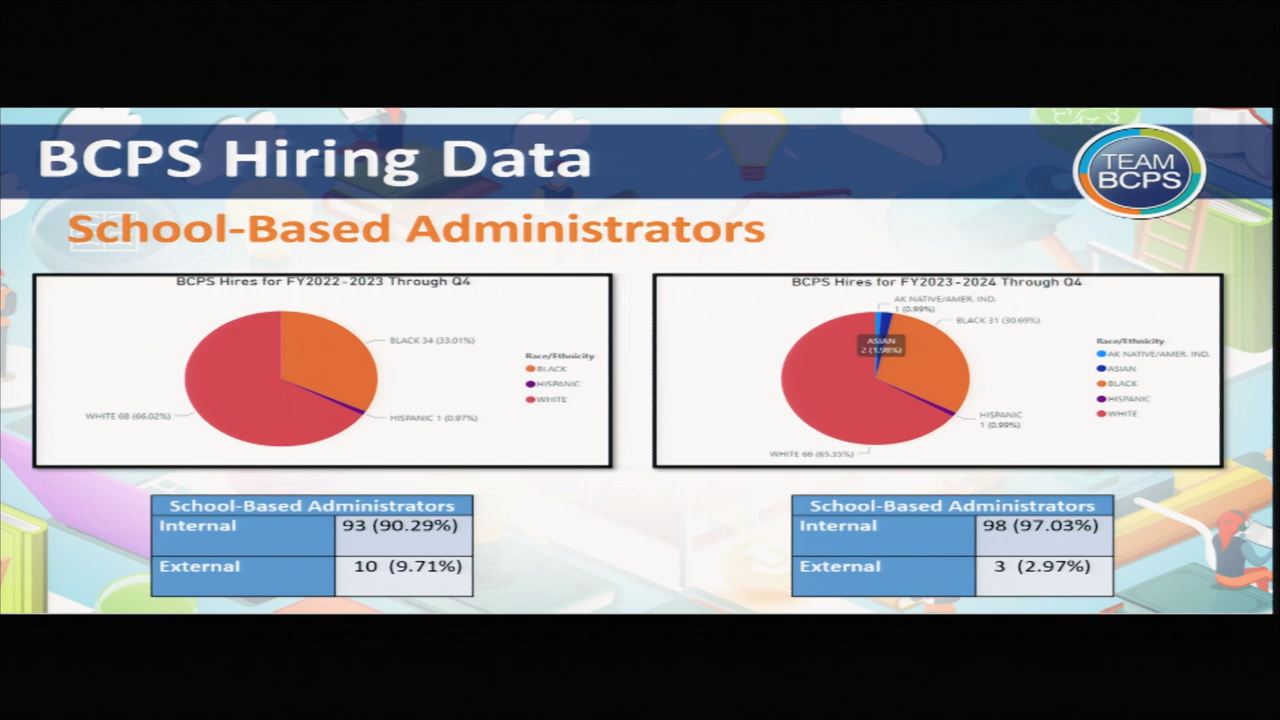 BCPS Hiring Data
TEAM
BCPS
School-Based Administrators
BCPS Hires for FY2022-2023 Through Q4
BLACK 34 (33.01%)
WHITE 68 (66.02%)
HISPANIC 1 (0.97%)
Race/Ethnicity
BLACK
HISPANIC
WHITE
BCPS Hires for FY2023-2024 Through Q4
AK NATIVE/AMER. IND.
1 (0.99%)
BLACK 31 (30.69%)
ASIAN
2 (1.98%)
HISPANIC
1 (0.99%)
WHITE 66 (65.35%)
Race/Ethnicity
AK NATIVE/AMER. IND.
ASIAN
BLACK
HISPANIC
WHITE
School-Based Administrators
Internal 93 (90.29%)
External 10 (9.71%)
School-Based Administrators
Internal 98 (97.03%)
External 3 (2.97%)